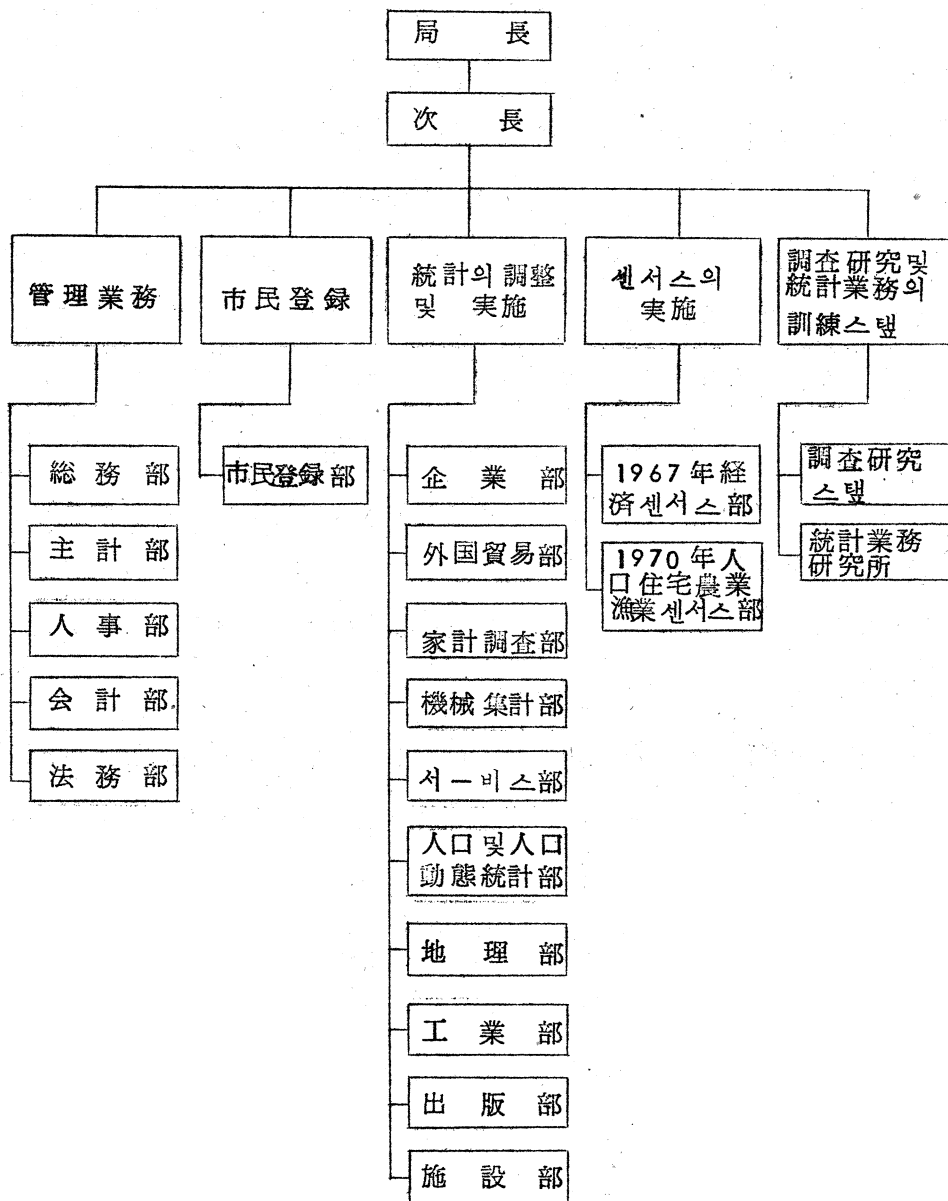 局長
次長
管理業務
市民登録
統計의調整
및 実施
센서스의
実施
調査研究및
統計業務의
訓練스탶
総務部
主計部
人事部
会計部
法務部
市民登録部
企業部
外国貿易部
家計調査部
機械集計部
서ー비스部
人口및人口
動態統計部
地理部
工業部
出版部
施設部
1967年経
済센서스部
1970年人
口住宅農業
漁業센서스部
調査研究
스탶
統計業務
研究所